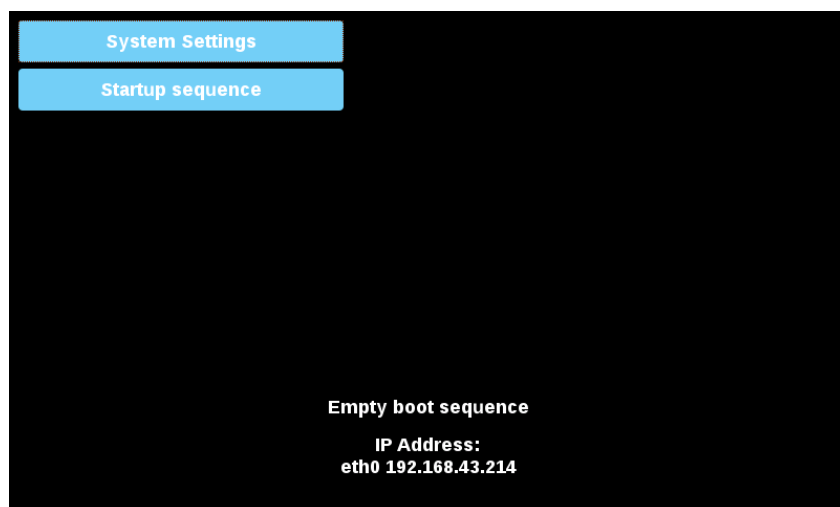 System Settings
Startup sequence
Empty boot sequence
IP Address:
eth0 192.168.43.214